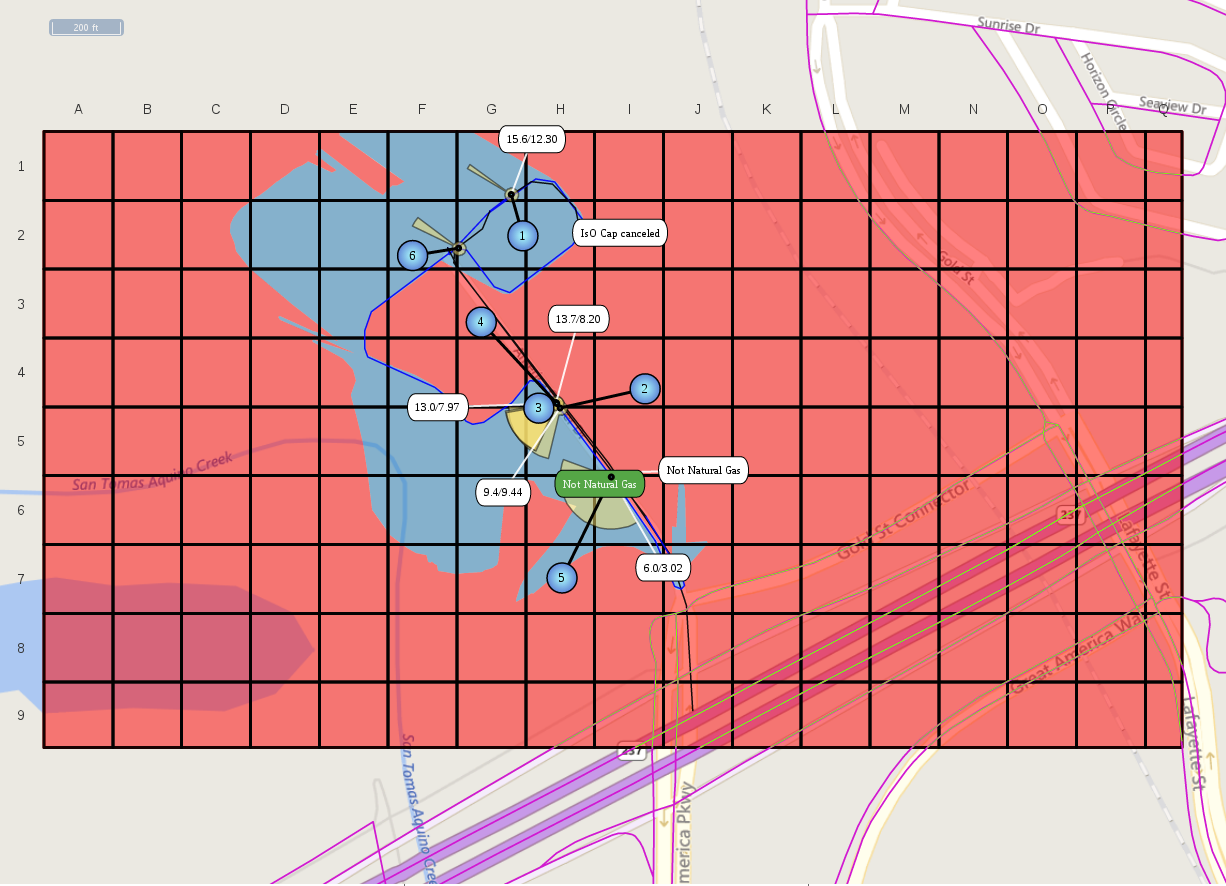 200 ft
Sunrise Dr
Horizon Circle
Seaview Dr
A B C D E F G H I J K L M N O P Q
1
15.6/12.30
2
1
IsO Cap canceled
6
Gold St
3
4
13.7/8.20
4
2
13.0/7.97
3
5
San Tomas Aquino Creek
Not Natural Gas
Not Natural Gas
9.4/9.44
6
Gold St Connector
237
Lafayette St
6.0/3.02
7
5
8
Great America Way
9
237
San Tomas Aquino Creek
Lafayette St
merica Pkwy